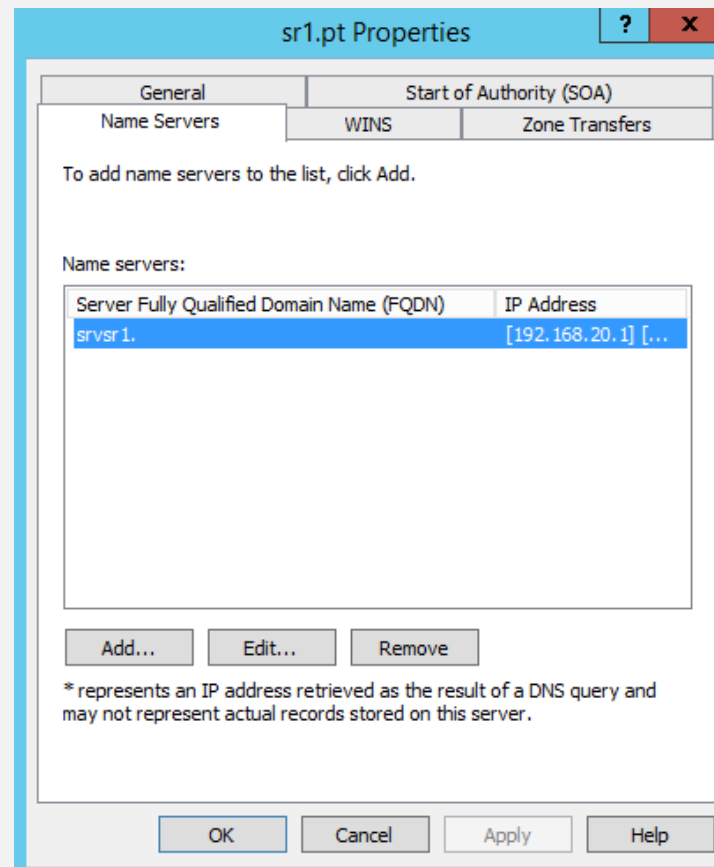 sr1.pt Properties
?
x
General
Start of Authority (SOA)
Name Servers
WINS
Zone Transfers
To add name servers to the list, click Add.
Name servers:
Server Fully Qualified Domain Name (FQDN)
IP Address
srvsr1.
[192.168.20.1] [...
Add...
Edit...
Remove
* represents an IP address retrieved as the result of a DNS query and
may not represent actual records stored on this server.
OK
Cancel
Apply
Help